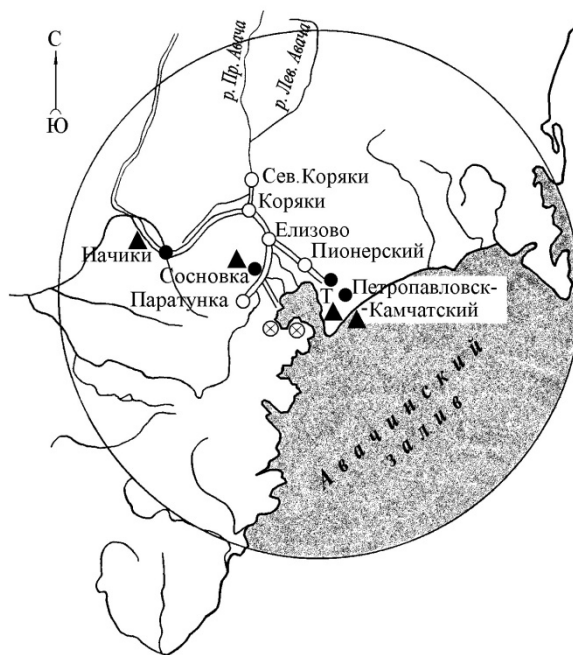 С
Ю
р. Пр. Авача
р. Лев. Авача
Сев. Коряки
Коряки
Елизово
Пионерский
Начики
Сосновка
Паратунка
Т
Петропавловск-
-Камчатский
Авачинский
залив